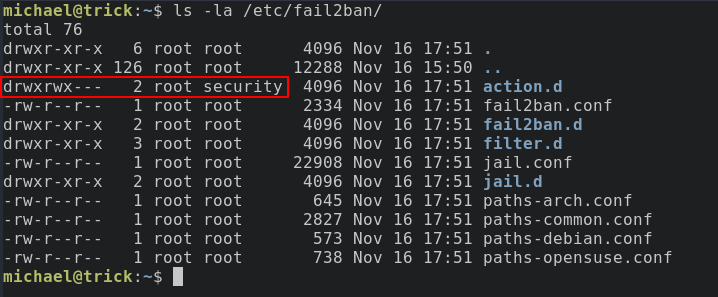 michael@trick:~$ ls -la /etc/fail2ban/
total 76
drwxr-xr-x   6 root root      4096 Nov 16 17:51 .
drwxr-xr-x 126 root root     12288 Nov 16 15:50 ..
drwxrwx---   2 root security  4096 Nov 16 17:51 action.d
-rw-r--r--   1 root root      2334 Nov 16 17:51 fail2ban.conf
drwxr-xr-x   2 root root      4096 Nov 16 17:51 fail2ban.d
drwxr-xr-x   3 root root      4096 Nov 16 17:51 filter.d
-rw-r--r--   1 root root     22908 Nov 16 17:51 jail.conf
drwxr-xr-x   2 root root      4096 Nov 16 17:51 jail.d
-rw-r--r--   1 root root       645 Nov 16 17:51 paths-arch.conf
-rw-r--r--   1 root root      2827 Nov 16 17:51 paths-common.conf
-rw-r--r--   1 root root       573 Nov 16 17:51 paths-debian.conf
-rw-r--r--   1 root root       738 Nov 16 17:51 paths-opensuse.conf
michael@trick:~$